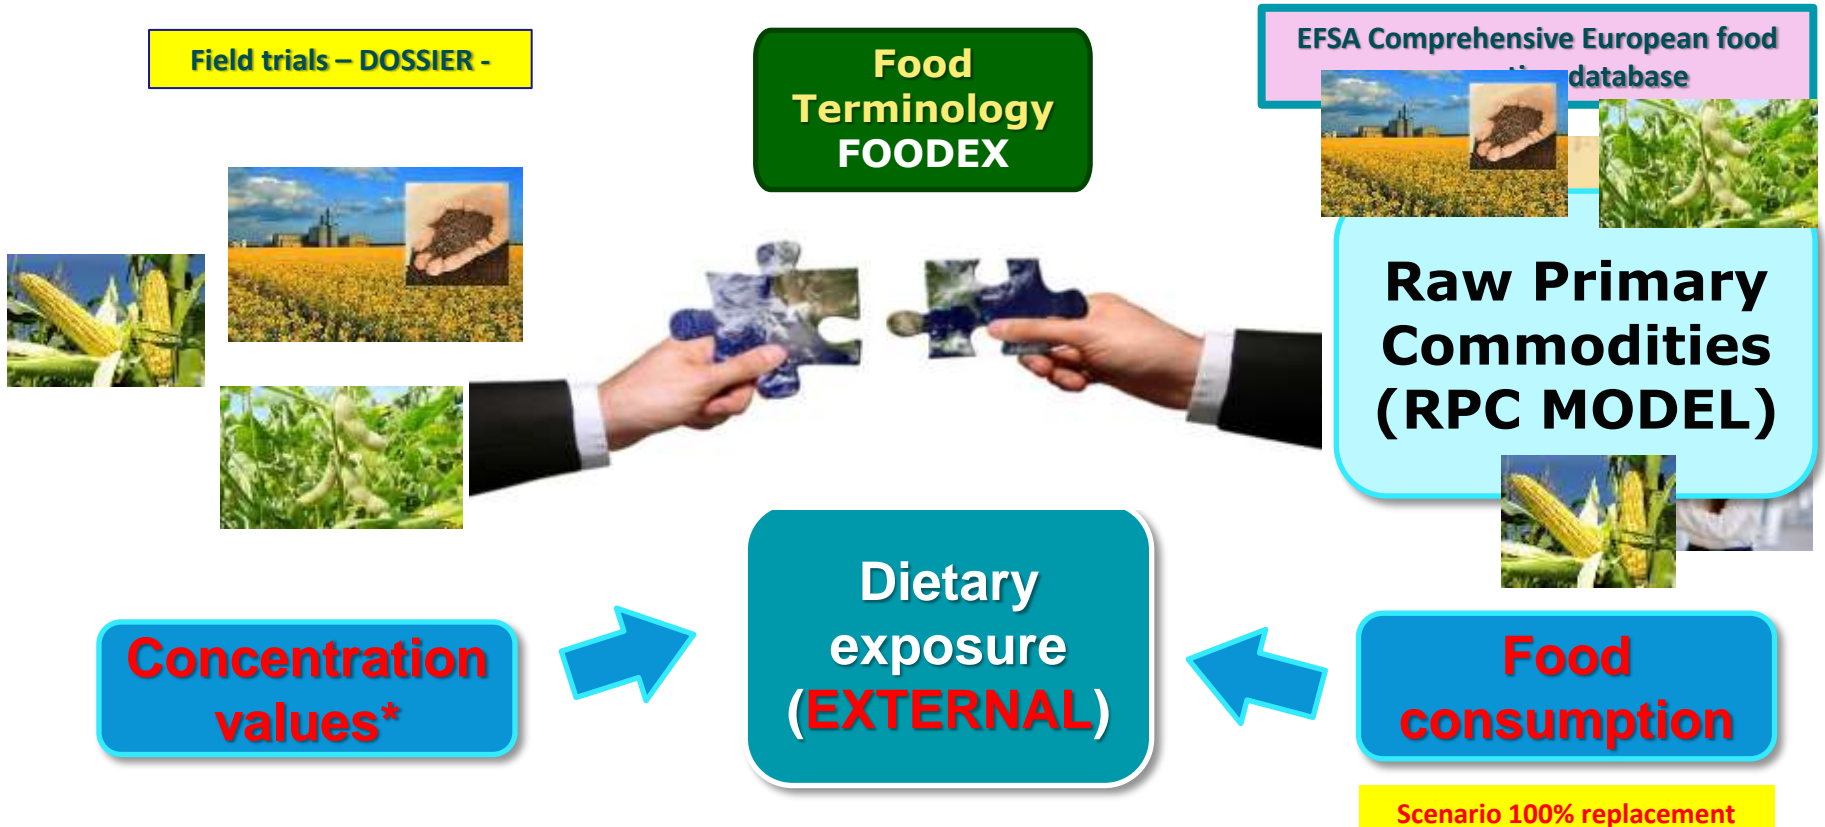 Field trials – DOSSIER -
Food
Terminology
FOODEX
EFSA Comprehensive European food
database
Raw Primary
Commodities
(RPC MODEL)
Dietary
exposure
(EXTERNAL)
Concentration
values*
Food
consumption
Scenario 100% replacement